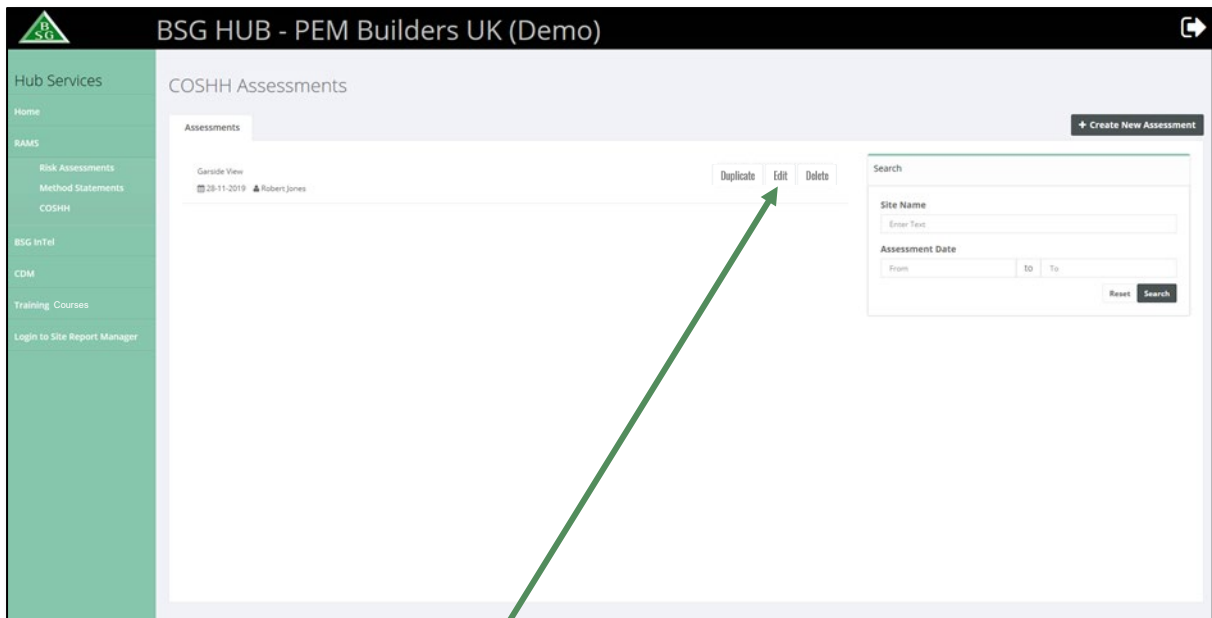 BSG
BSG HUB - PEM Builders UK (Demo)
Hub Services
Home
RAMS
Risk Assessments
Method Statements
COSHH
BSG InTel
CDM
Training Courses
Login to Site Report Manager
COSHH Assessments
Assessments
+ Create New Assessment
Garside View
28-11-2019 Robert Jones
Duplicate Edit Delete
Search
Site Name
Enter Text
Assessment Date
From to To
Reset Search